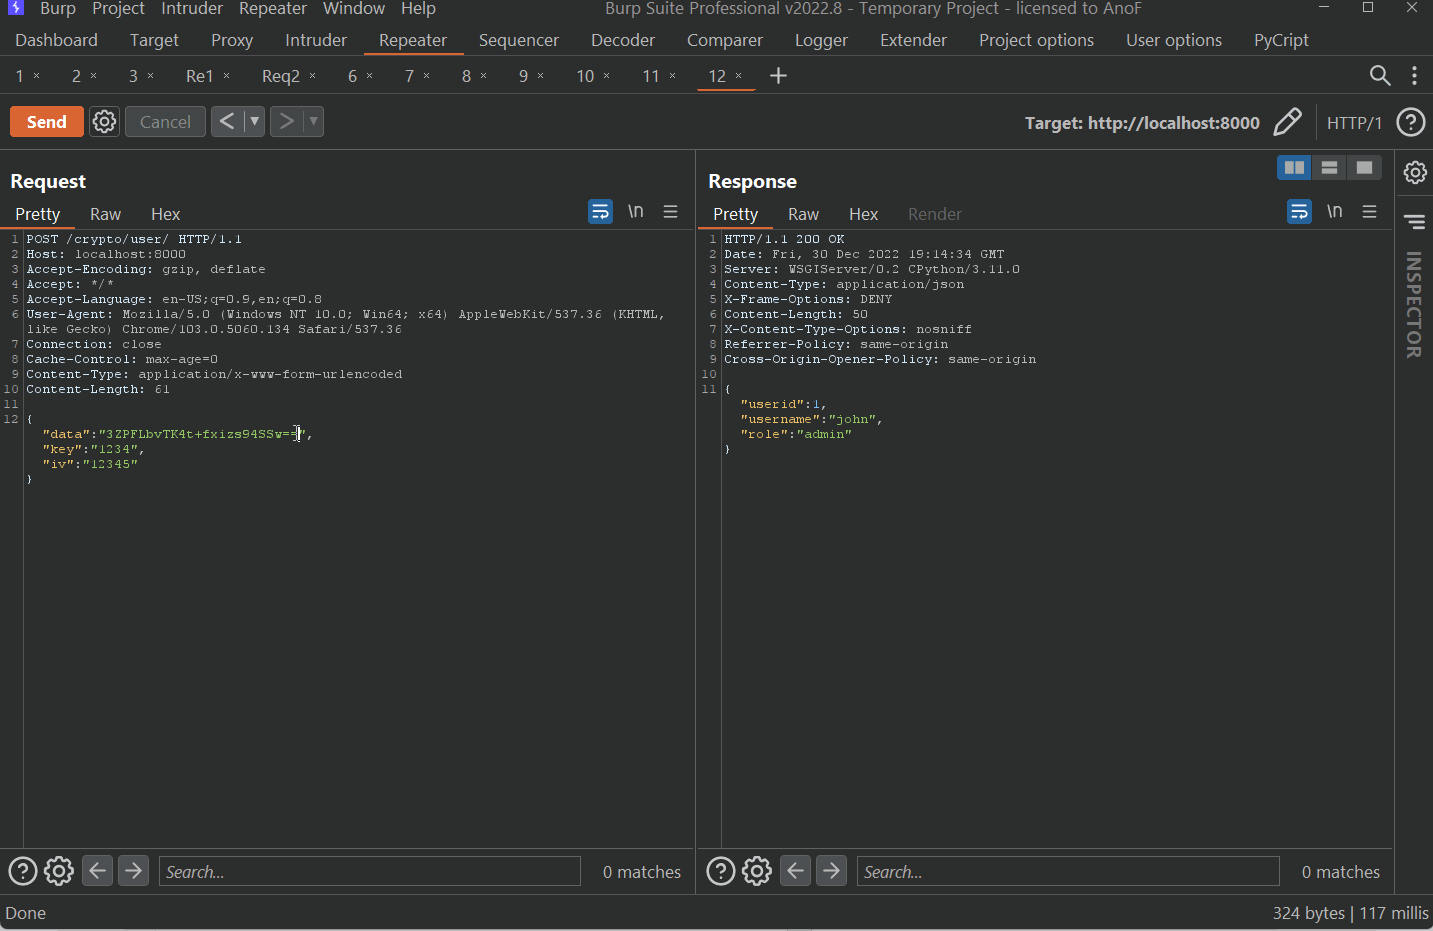 Burp Project Intruder Repeater Window Help Burp Suite Professional v2022.8 - Temporary Project - licensed to AnoF
Dashboard Target Proxy Intruder Repeater Sequencer Decoder Comparer Logger Extender Project options User options PyCript
1 × 2 × 3 × Re1 × Req2 × 6 × 7 × 8 × 9 × 10 × 11 × 12 × +
Send Cancel < > Target: http://localhost:8000 HTTP/1 ?
Request
Pretty Raw Hex \n
1 POST /crypto/user/ HTTP/1.1
2 Host: localhost:8000
3 Accept-Encoding: gzip, deflate
4 Accept: */*
5 Accept-Language: en-US;q=0.9,en;q=0.8
6 User-Agent: Mozilla/5.0 (Windows NT 10.0; Win64; x64) AppleWebKit/537.36 (KHTML,
like Gecko) Chrome/103.0.5060.134 Safari/537.36
7 Connection: close
8 Cache-Control: max-age=0
9 Content-Type: application/x-www-form-urlencoded
10 Content-Length: 61
11
12 {
"data":"3ZPFLbvTK4t+fxizs94SSw==",
"key":"1234",
"iv":"12345"
}
? Search... 0 matches
Response
Pretty Raw Hex Render \n
1 HTTP/1.1 200 OK
2 Date: Fri, 30 Dec 2022 19:14:34 GMT
3 Server: WSGIServer/0.2 CPython/3.11.0
4 Content-Type: application/json
5 X-Frame-Options: DENY
6 Content-Length: 50
7 X-Content-Type-Options: nosniff
8 Referrer-Policy: same-origin
9 Cross-Origin-Opener-Policy: same-origin
10
11 {
"userid":1,
"username":"john",
"role":"admin"
}
? Search... 0 matches
INSPECTOR
Done 324 bytes | 117 millis